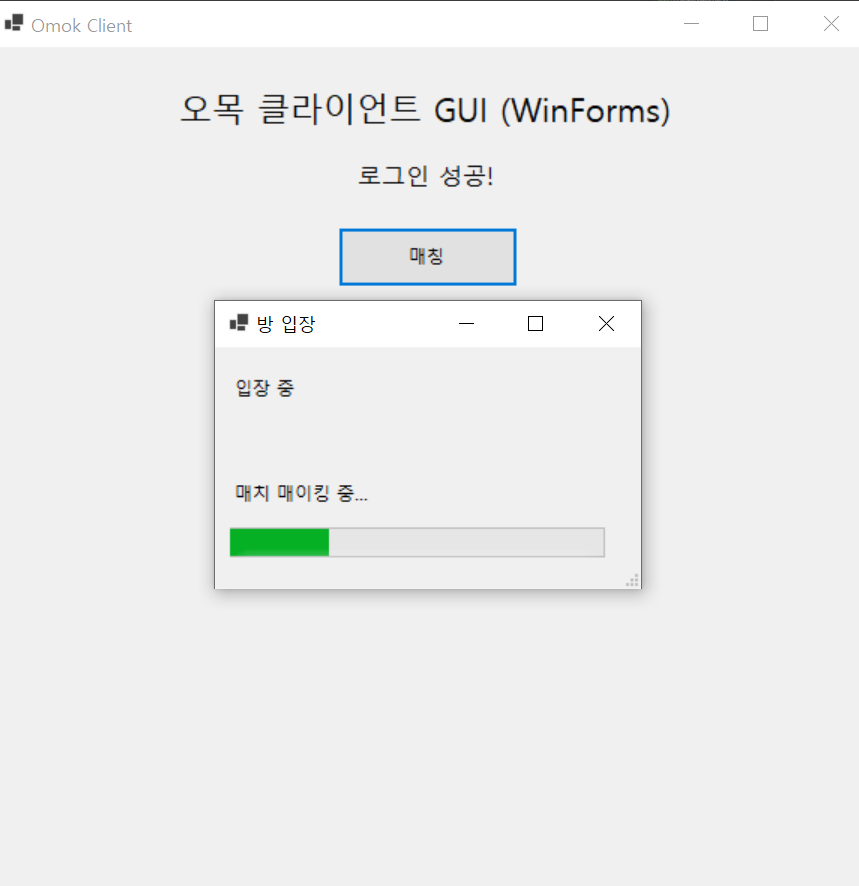 Omok Client
오목 클라이언트 GUI (WinForms)
로그인 성공!
매칭
방 입장
입장 중
매치 매이킹 중...